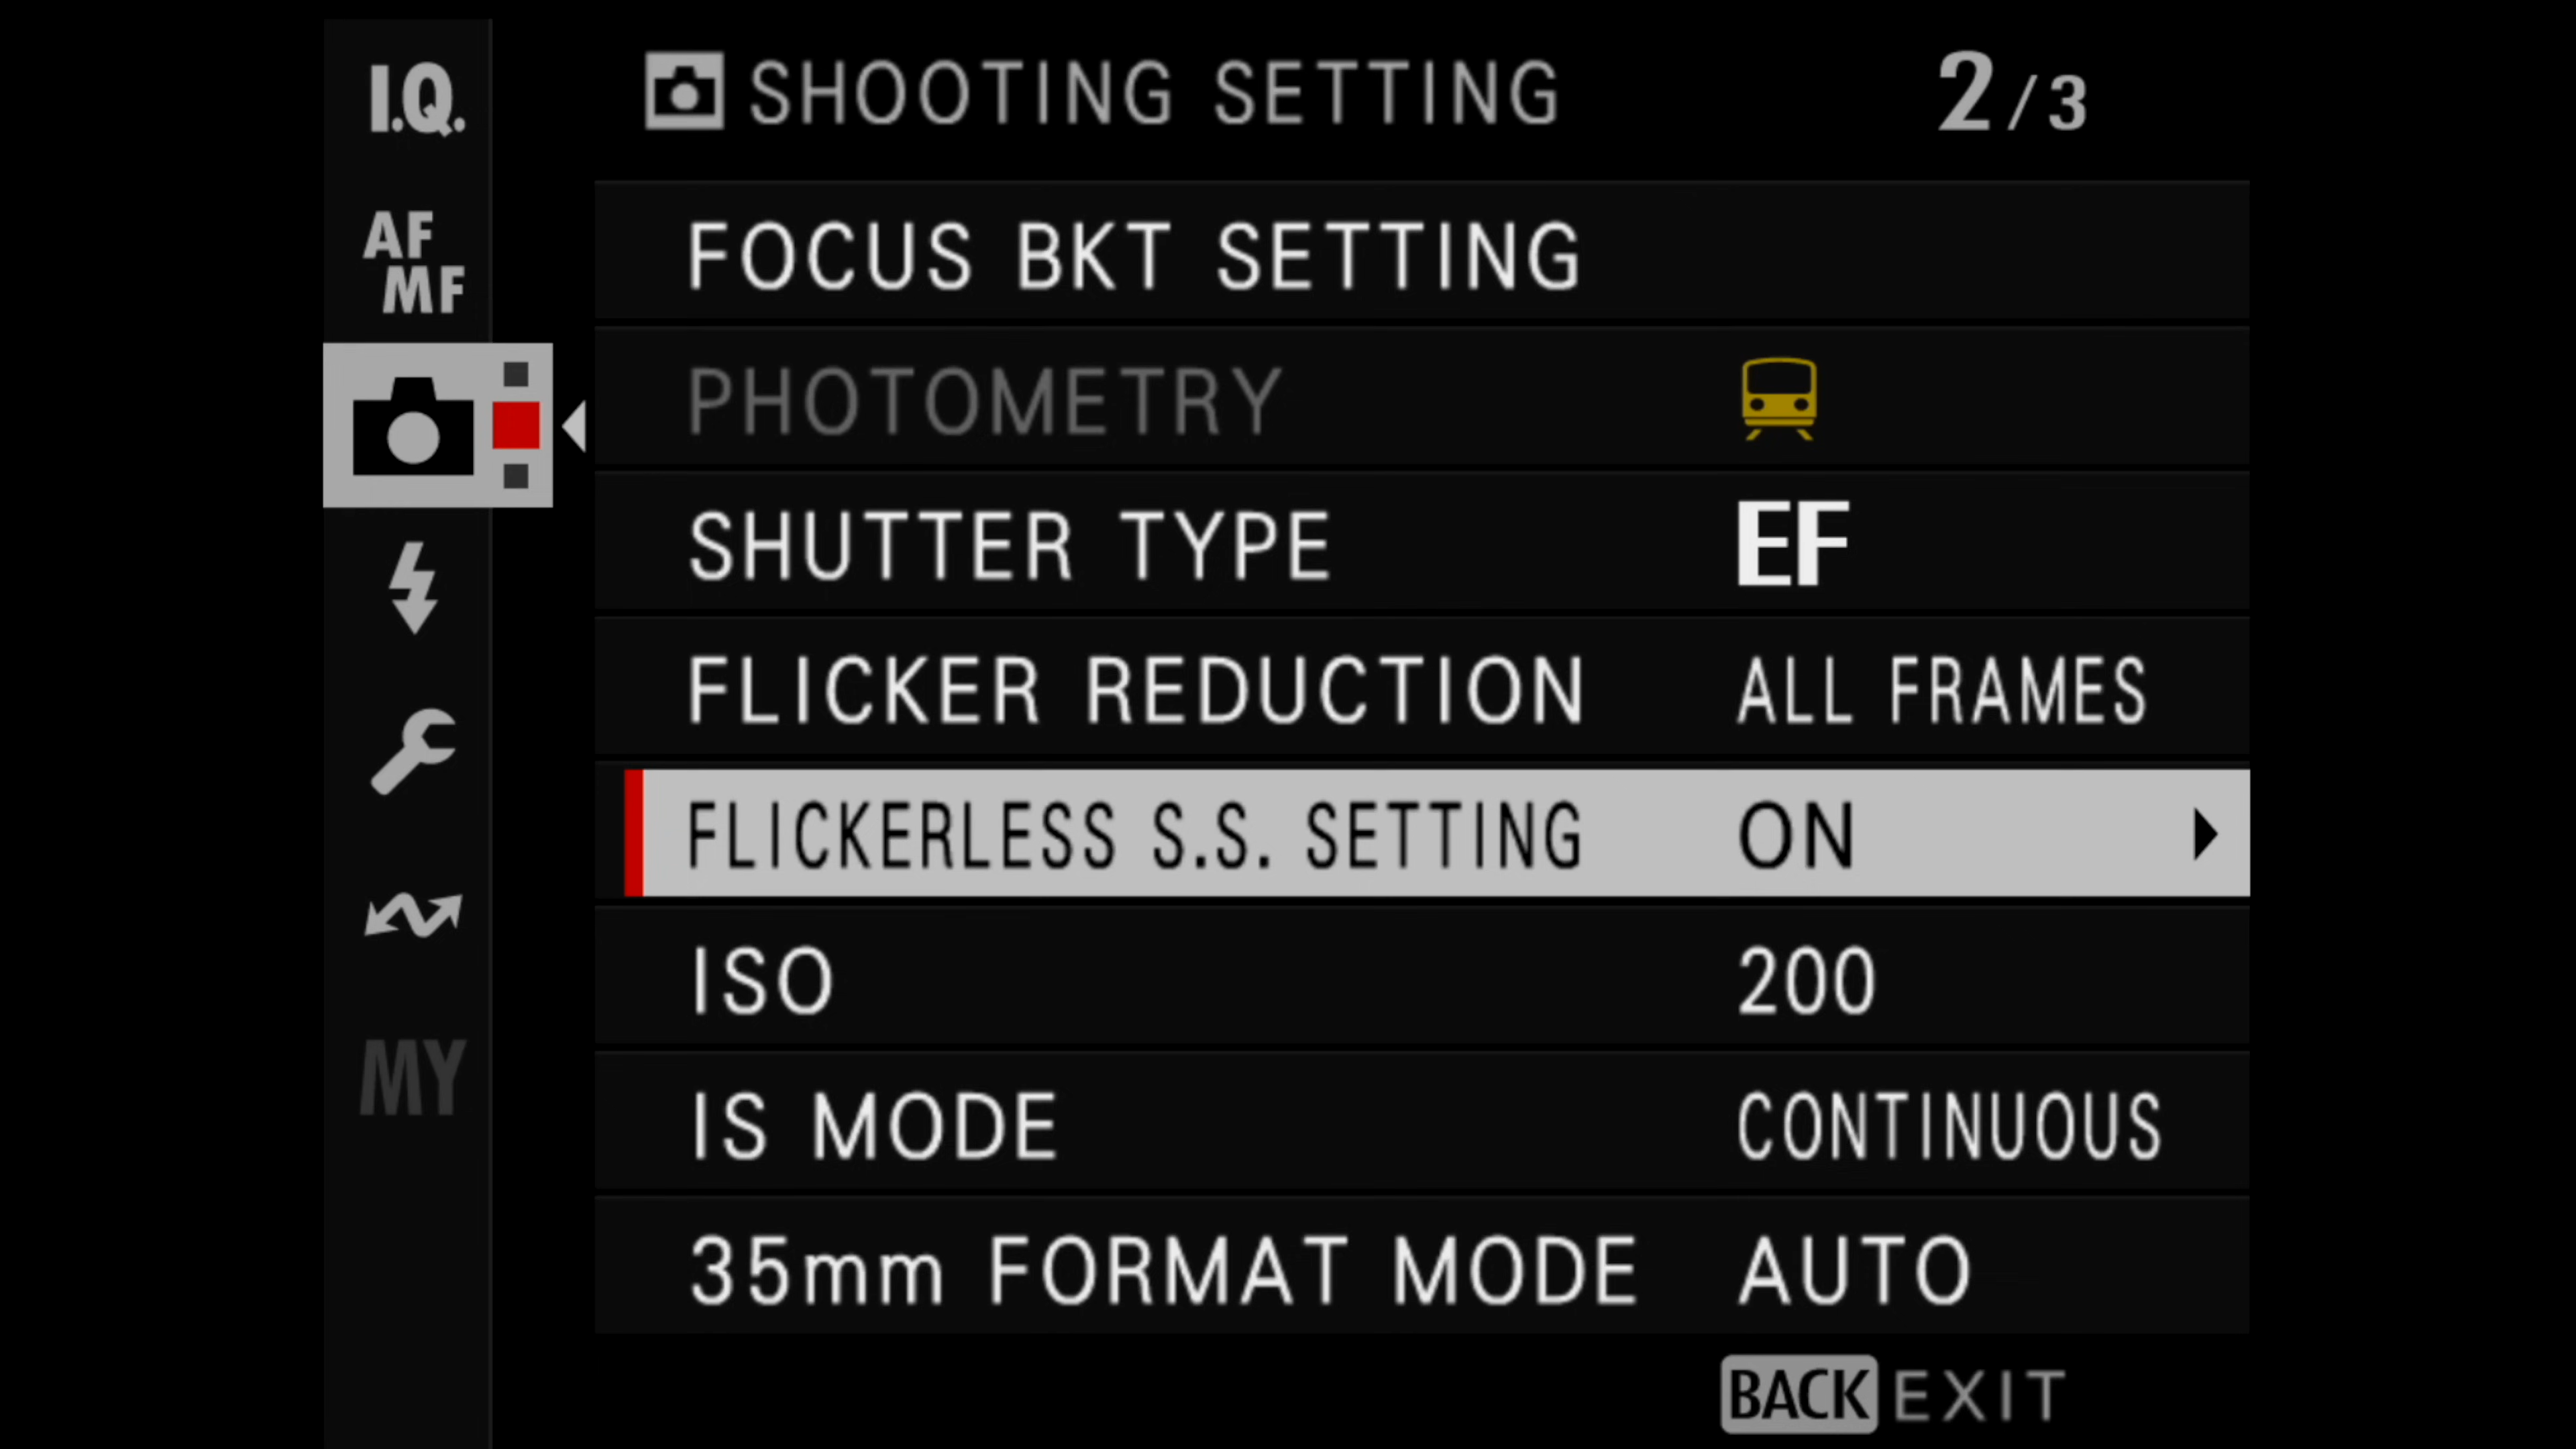 I.Q.
AF
MF
MY
SHOOTING SETTING 2/3
FOCUS BKT SETTING
PHOTOMETRY
SHUTTER TYPE EF
FLICKER REDUCTION ALL FRAMES
FLICKERLESS S.S. SETTING ON
ISO 200
IS MODE CONTINUOUS
35mm FORMAT MODE AUTO
BACK EXIT